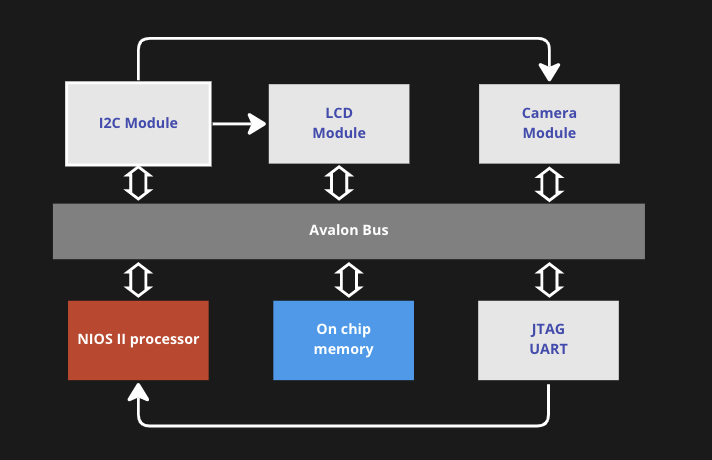 I2C Module
LCD
Module
Camera
Module
Avalon Bus
NIOS II processor
On chip
memory
JTAG
UART